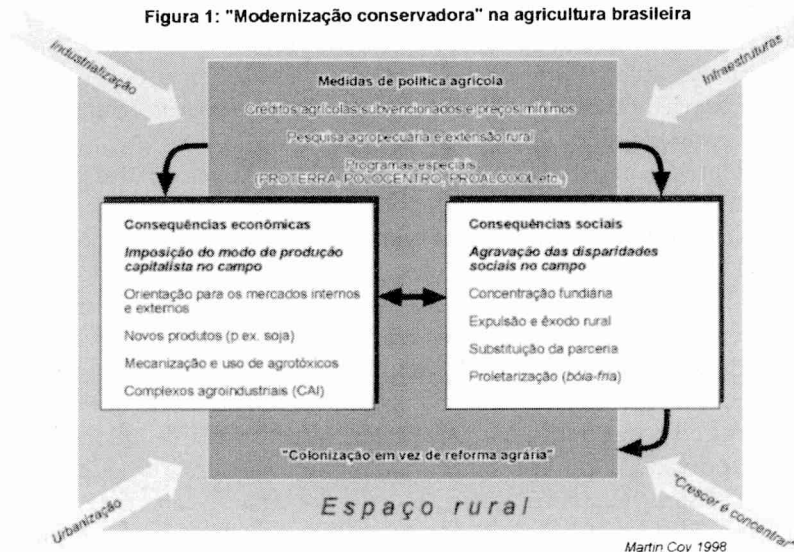 Figura 1: "Modernização conservadora" na agricultura brasileira
Industrialização
Infraestruturas
Medidas de política agrícola
Créditos agrícolas subvencionados e preços mínimos
Pesquisa agropecuária e extensão rural
Programas especiais
(PROTERRA, POLOCENTRO, PROÁLCOOL etc.)
Consequências econômicas
Imposição do modo de produção
capitalista no campo
Orientação para os mercados internos
e externos
Novos produtos (p ex. soja)
Mecanização e uso de agrotóxicos
Complexos agroindustriais (CAI)
Consequências sociais
Agravação das disparidades
sociais no campo
Concentração fundiária
Expulsão e êxodo rural
Substituição da parceria
Proletarização (bóia-fria)
"Colonização em vez de reforma agrária"
Urbanização
Espaço rural
"Crescer é concentrar"
Martin Coy 1998